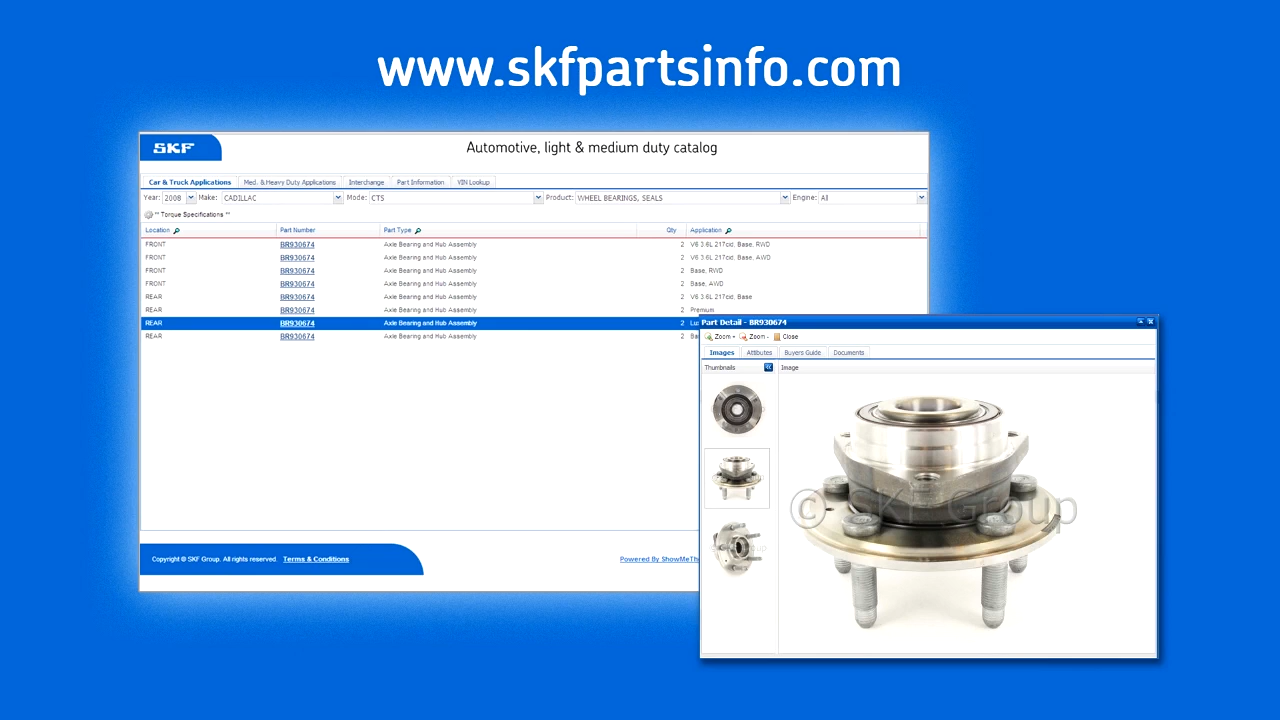 www.skfpartsinfo.com
SKF
Automotive, light & medium duty catalog
Car & Truck Applications Med. & Heavy Duty Applications Interchange Part Information VIN Lookup
Year: 2008 Make: CADILLAC Mode: CTS Product: WHEEL BEARINGS, SEALS Engine: All
** Torque Specifications **
Location Part Number Part Type Qty Application
FRONT BR930674 Axle Bearing and Hub Assembly 2 V6 3.6L 217cid, Base, RWD
FRONT BR930674 Axle Bearing and Hub Assembly 2 V6 3.6L 217cid, Base, AWD
FRONT BR930674 Axle Bearing and Hub Assembly 2 Base, RWD
FRONT BR930674 Axle Bearing and Hub Assembly 2 Base, AWD
REAR BR930674 Axle Bearing and Hub Assembly 2 V6 3.6L 217cid, Base
REAR BR930674 Axle Bearing and Hub Assembly 2 Premium
REAR BR930674 Axle Bearing and Hub Assembly 2 Lu
REAR BR930674 Axle Bearing and Hub Assembly 2 Ba
Part Detail - BR930674
Zoom+ Zoom- Close
Images Attibutes Buyers Guide Documents
Thumbnails Image
© SKF Group
Copyright © SKF Group. All rights reserved. Terms & Conditions
Powered By ShowMeTh